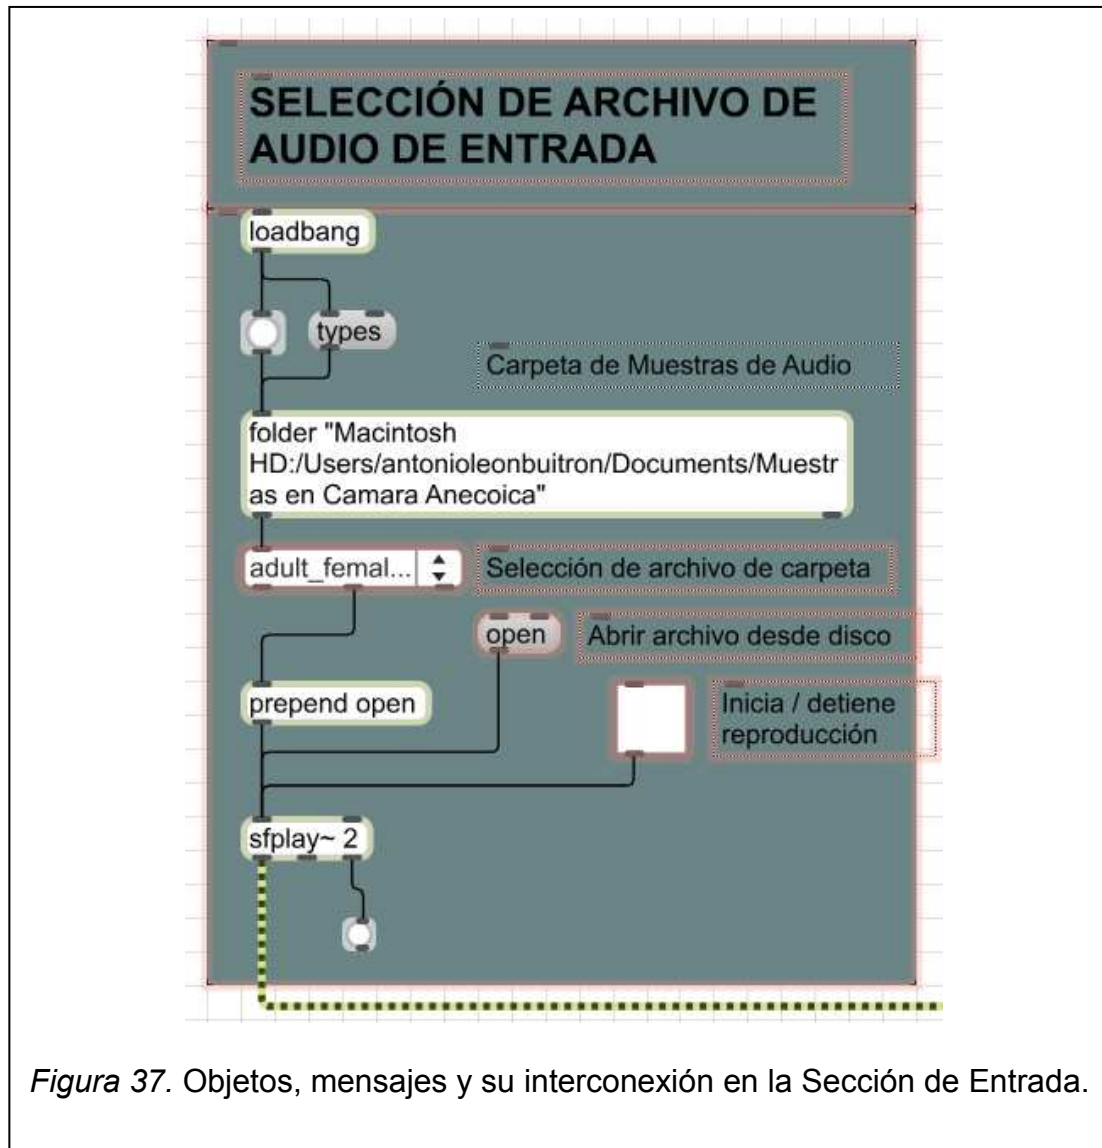 SELECCIÓN DE ARCHIVO DE
AUDIO DE ENTRADA
loadbang
types
Carpeta de Muestras de Audio
folder "Macintosh
HD:/Users/antonioleonbuitron/Documents/Muestr
as en Camara Anecoica"
adult_femal...
Selección de archivo de carpeta
open
Abrir archivo desde disco
prepend open
Inicia / detiene
reproducción
sfplay~ 2
Figura 37. Objetos, mensajes y su interconexión en la Sección de Entrada.